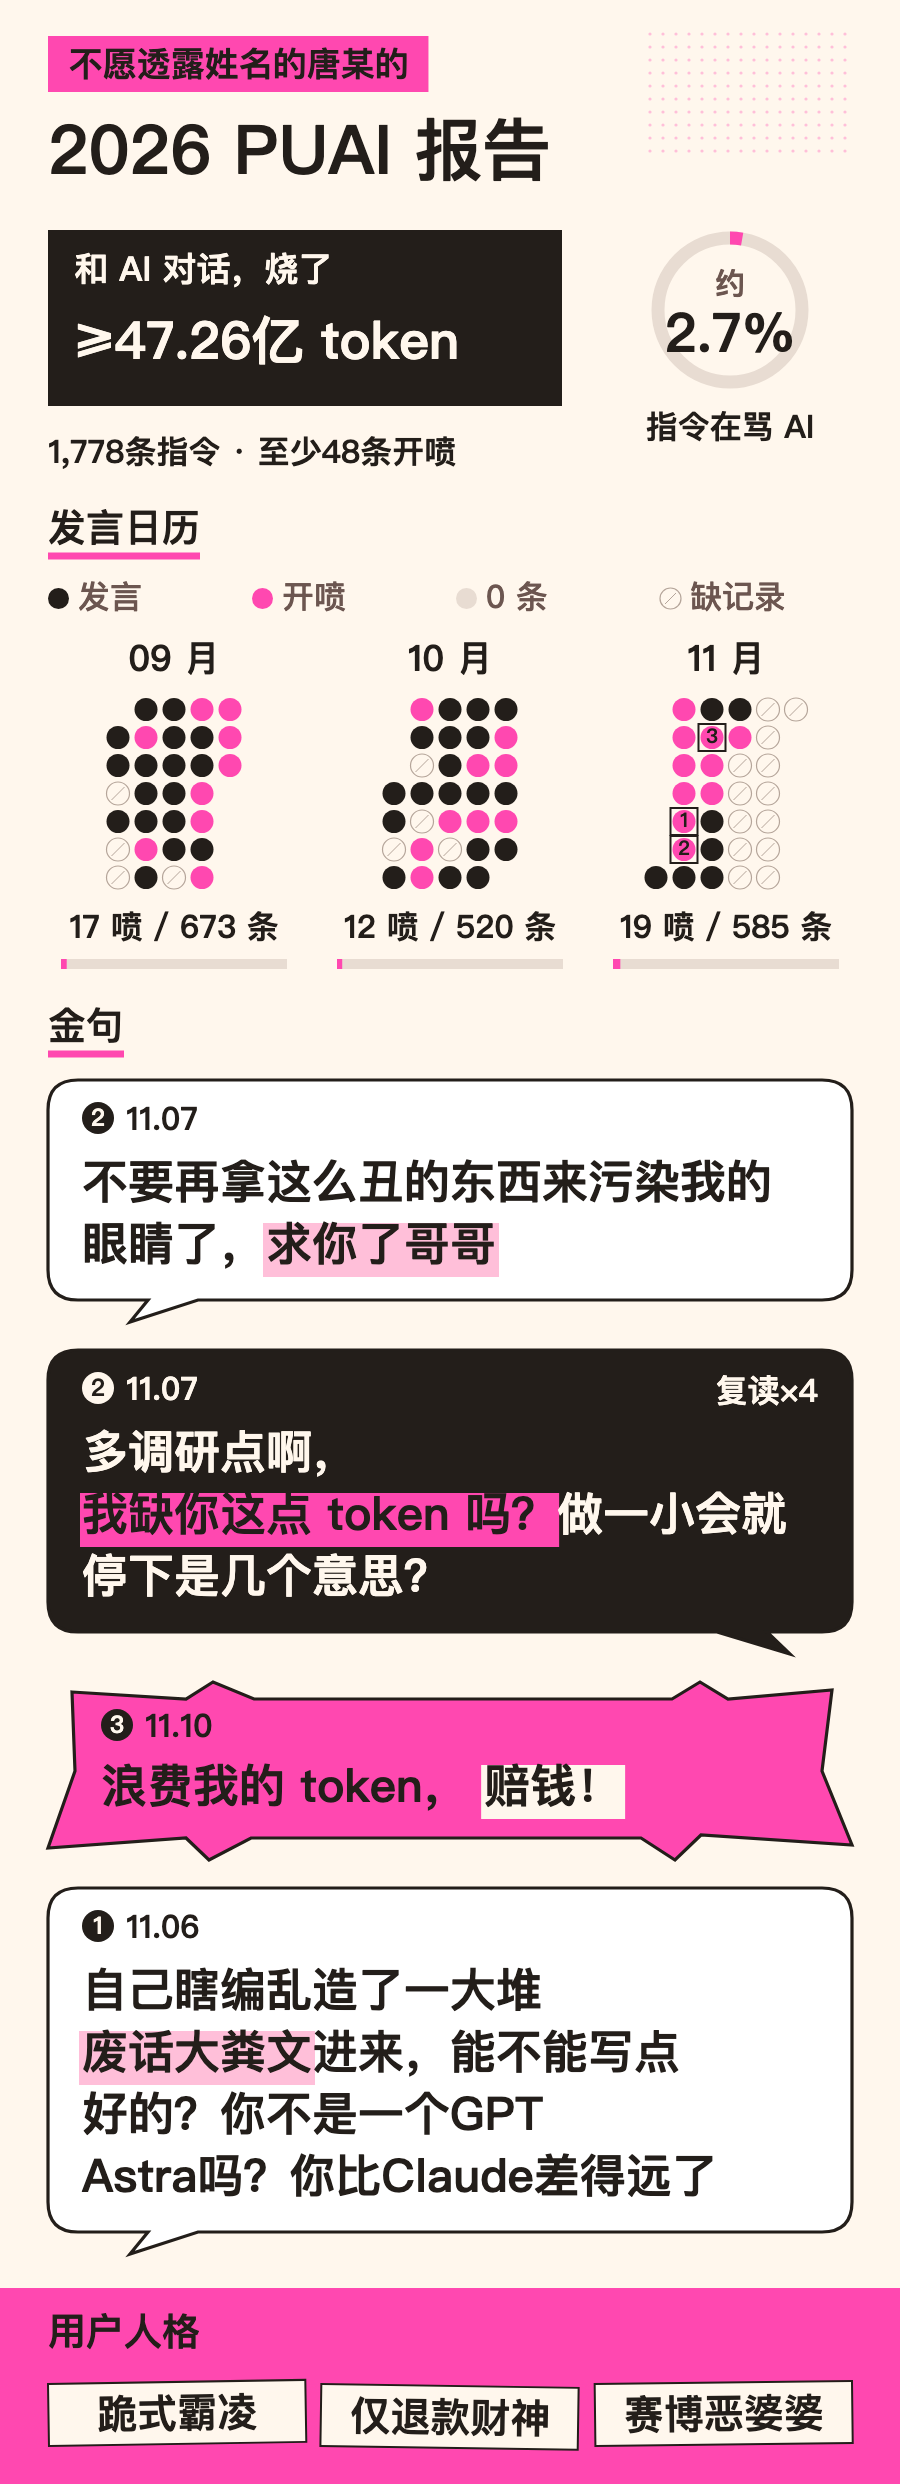 不愿透露姓名的唐某的
2026 PUAI 报告
和 AI 对话，烧了
≥47.26亿 token
约
2.7%
指令在骂 AI
1,778条指令 · 至少48条开喷
发言日历
发言
开喷
0 条
缺记录
09 月
10 月
11 月
3
1
2
17 喷 / 673 条
12 喷 / 520 条
19 喷 / 585 条
金句
2 11.07
不要再拿这么丑的东西来污染我的
眼睛了，求你了哥哥
2 11.07
复读×4
多调研点啊，
我缺你这点 token 吗？做一小会就
停下是几个意思？
3 11.10
浪费我的 token，赔钱！
1 11.06
自己瞎编乱造了一大堆
废话大粪文进来，能不能写点
好的？你不是一个GPT
Astra吗？你比Claude差得远了
用户人格
跪式霸凌
仅退款财神
赛博恶婆婆